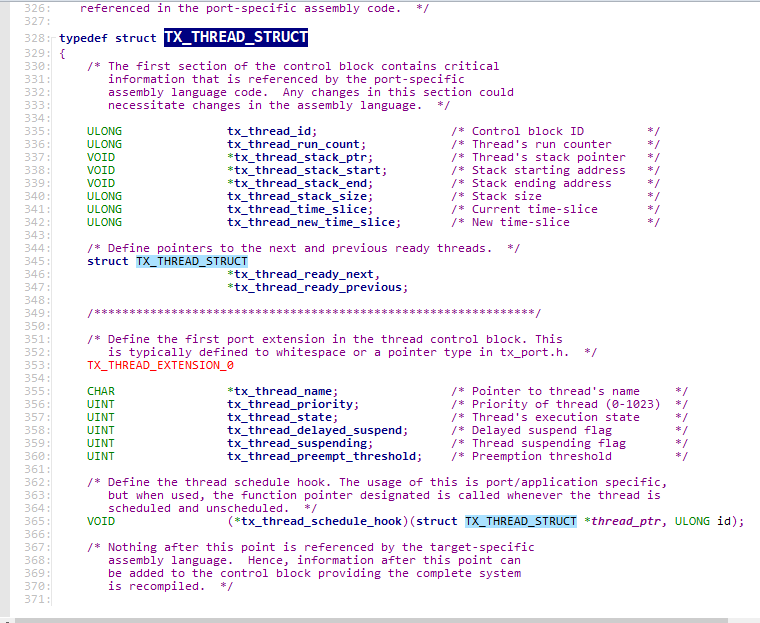 326: referenced in the port-specific assembly code. */
327:
328: typedef struct TX_THREAD_STRUCT
329: {
330: /* The first section of the control block contains critical
331: information that is referenced by the port-specific
332: assembly language code. Any changes in this section could
333: necessitate changes in the assembly language. */
334:
335: ULONG tx_thread_id; /* Control block ID */
336: ULONG tx_thread_run_count; /* Thread's run counter */
337: VOID *tx_thread_stack_ptr; /* Thread's stack pointer */
338: VOID *tx_thread_stack_start; /* Stack starting address */
339: VOID *tx_thread_stack_end; /* Stack ending address */
340: ULONG tx_thread_stack_size; /* Stack size */
341: ULONG tx_thread_time_slice; /* Current time-slice */
342: ULONG tx_thread_new_time_slice; /* New time-slice */
343:
344: /* Define pointers to the next and previous ready threads. */
345: struct TX_THREAD_STRUCT
346: *tx_thread_ready_next,
347: *tx_thread_ready_previous;
348:
349: /***************************************************************/
350:
351: /* Define the first port extension in the thread control block. This
352: is typically defined to whitespace or a pointer type in tx_port.h. */
353: TX_THREAD_EXTENSION_0
354:
355: CHAR *tx_thread_name; /* Pointer to thread's name */
356: UINT tx_thread_priority; /* Priority of thread (0-1023) */
357: UINT tx_thread_state; /* Thread's execution state */
358: UINT tx_thread_delayed_suspend; /* Delayed suspend flag */
359: UINT tx_thread_suspending; /* Thread suspending flag */
360: UINT tx_thread_preempt_threshold; /* Preemption threshold */
361:
362: /* Define the thread schedule hook. The usage of this is port/application specific,
363: but when used, the function pointer designated is called whenever the thread is
364: scheduled and unscheduled. */
365: VOID (*tx_thread_schedule_hook)(struct TX_THREAD_STRUCT *thread_ptr, ULONG id);
366:
367: /* Nothing after this point is referenced by the target-specific
368: assembly language. Hence, information after this point can
369: be added to the control block providing the complete system
370: is recompiled. */
371: